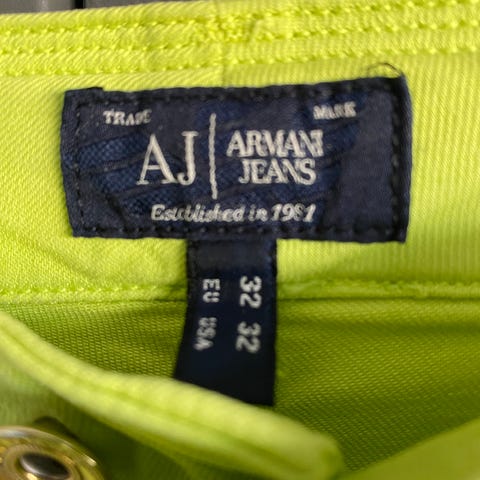 TRADE MARK
AJ ARMANI
JEANS
Established in 1981
EU 32
USA 32